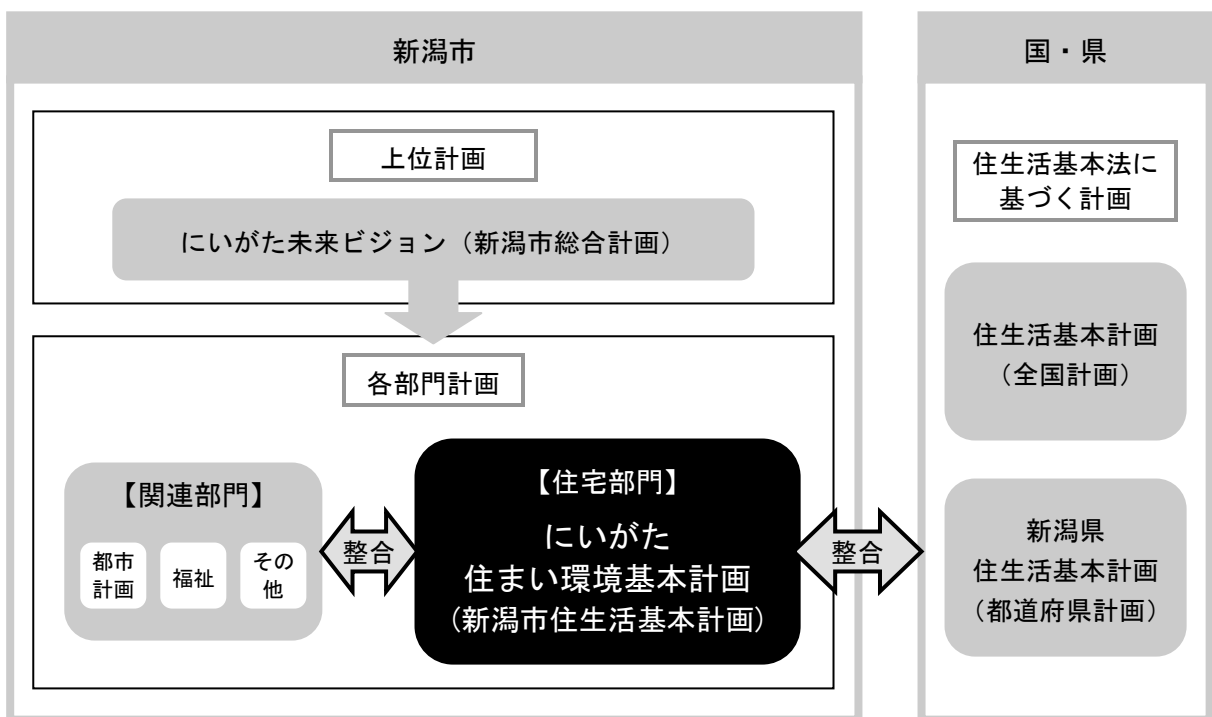 新潟市
上位計画
にいがた未来ビジョン（新潟市総合計画）
各部門計画
【関連部門】
都市
計画
福祉
その
他
整合
【住宅部門】
にいがた
住まい環境基本計画
(新潟市住生活基本計画)
整合
国・県
住生活基本法に
基づく計画
住生活基本計画
（全国計画）
新潟県
住生活基本計画
(都道府県計画)